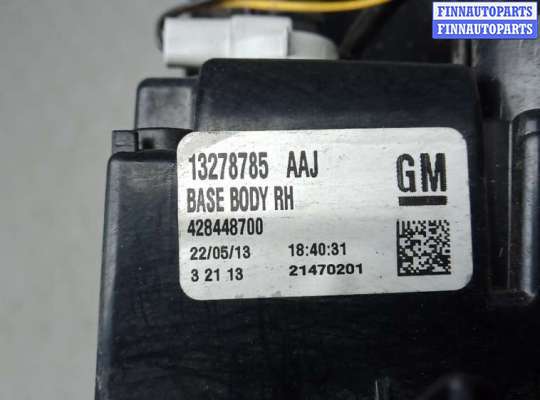 FINNAUTOPARTS
FINNAUTOPARTS
13278785 AAJ
GM
BASE BODY RH
428448700
22/05/13 18:40:31
3 21 13 21470201